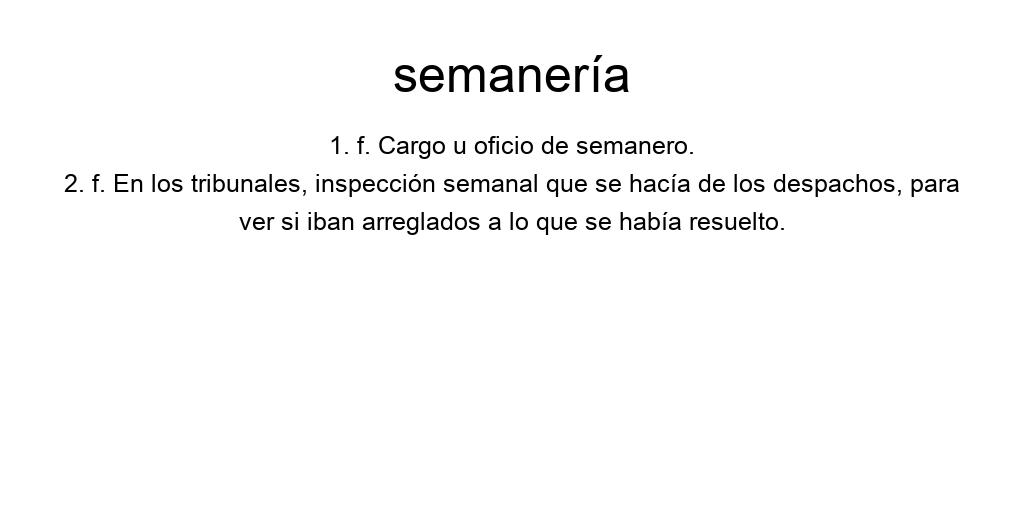 semanería
1. f. Cargo u oficio de semanero.
2. f. En los tribunales, inspección semanal que se hacía de los despachos, para
ver si iban arreglados a lo que se había resuelto.